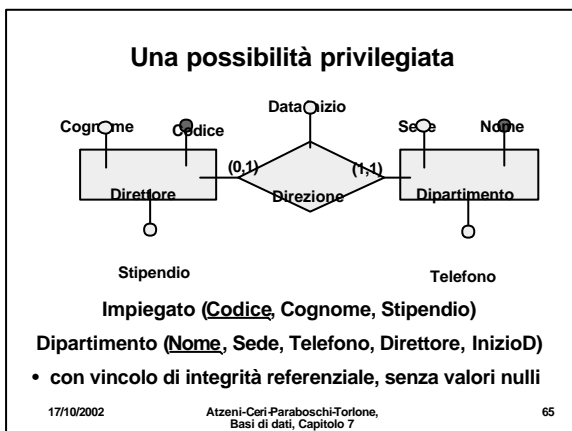 Una possibilità privilegiata
Data Inizio
Cognome Codice Sede Nome
(0,1) (1,1)
Direttore Direzione Dipartimento
Stipendio Telefono
Impiegato (Codice, Cognome, Stipendio)
Dipartimento (Nome, Sede, Telefono, Direttore, InizioD)
• con vincolo di integrità referenziale, senza valori nulli
17/10/2002 Atzeni-Ceri-Paraboschi-Torlone, 65
Basi di dati, Capitolo 7